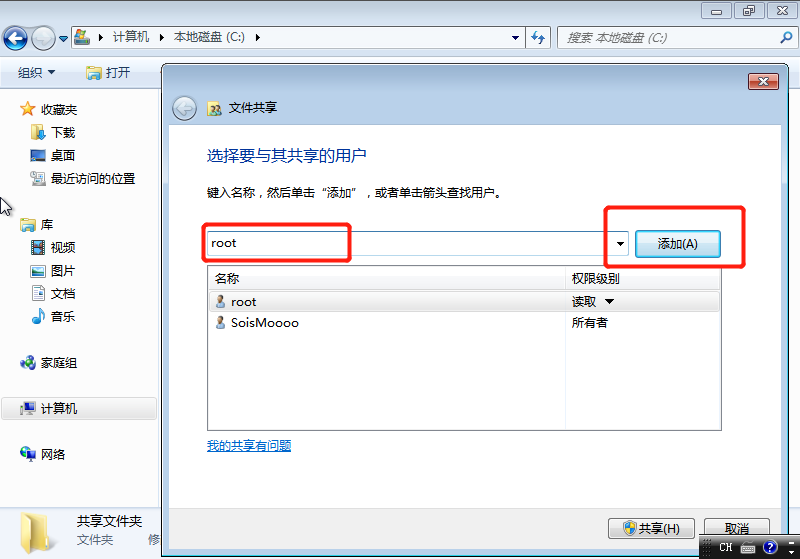 计算机 本地磁盘 (C:)
搜索 本地磁盘 (C:)
组织 打开
文件共享
收藏夹
下载
桌面
最近访问的位置
库
视频
图片
文档
音乐
家庭组
计算机
网络
选择要与其共享的用户
键入名称，然后单击“添加”，或者单击箭头查找用户。
root
添加(A)
名称 权限级别
root 读取
SoisMoooo 所有者
我的共享有问题
共享(H) 取消
共享文件夹
文件夹 修
CH